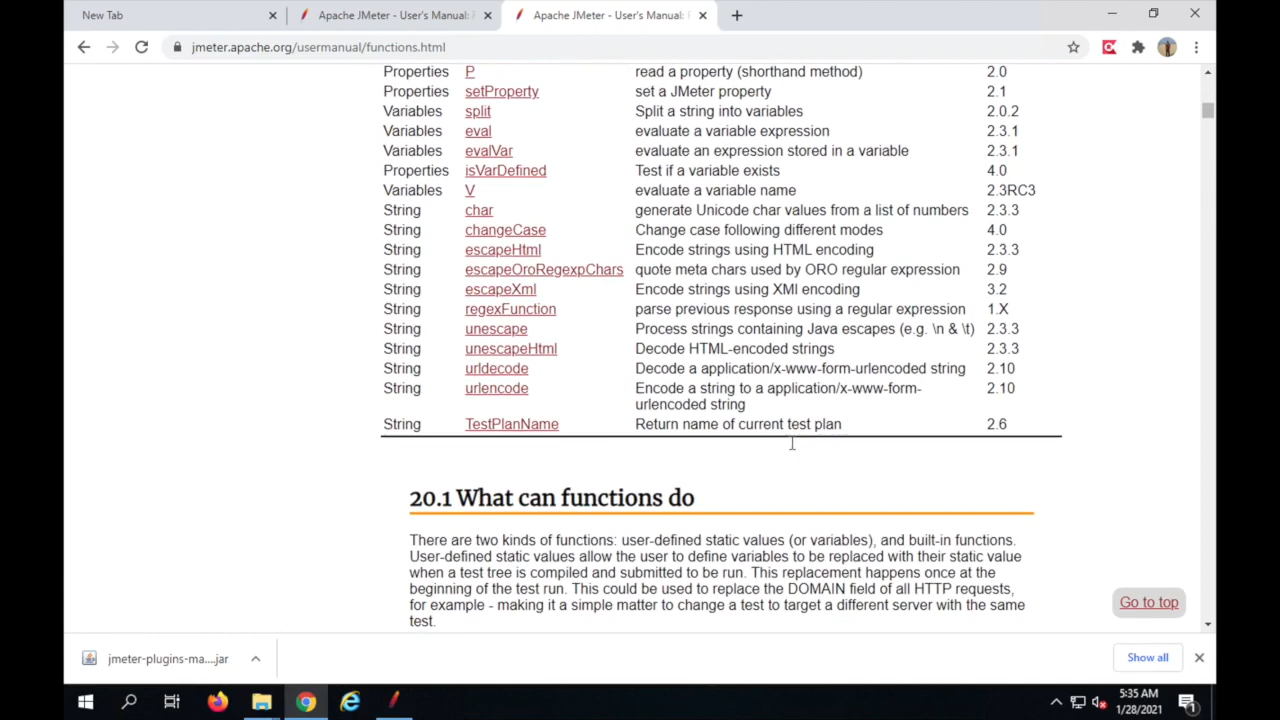 New Tab
Apache JMeter - User's Manual:
Apache JMeter - User's Manual:
jmeter.apache.org/usermanual/functions.html
Properties P read a property (shorthand method) 2.0
Properties setProperty set a JMeter property 2.1
Variables split Split a string into variables 2.0.2
Variables eval evaluate a variable expression 2.3.1
Variables evalVar evaluate an expression stored in a variable 2.3.1
Properties isVarDefined Test if a variable exists 4.0
Variables V evaluate a variable name 2.3RC3
String char generate Unicode char values from a list of numbers 2.3.3
String changeCase Change case following different modes 4.0
String escapeHtml Encode strings using HTML encoding 2.3.3
String escapeOroRegexpChars quote meta chars used by ORO regular expression 2.9
String escapeXml Encode strings using XMl encoding 3.2
String regexFunction parse previous response using a regular expression 1.X
String unescape Process strings containing Java escapes (e.g. \n & \t) 2.3.3
String unescapeHtml Decode HTML-encoded strings 2.3.3
String urldecode Decode a application/x-www-form-urlencoded string 2.10
String urlencode Encode a string to a application/x-www-form- 2.10
urlencoded string
String TestPlanName Return name of current test plan 2.6
20.1 What can functions do
There are two kinds of functions: user-defined static values (or variables), and built-in functions.
User-defined static values allow the user to define variables to be replaced with their static value
when a test tree is compiled and submitted to be run. This replacement happens once at the
beginning of the test run. This could be used to replace the DOMAIN field of all HTTP requests,
for example - making it a simple matter to change a test to target a different server with the same
test.
Go to top
jmeter-plugins-ma....jar
Show all
5:35 AM
1/28/2021